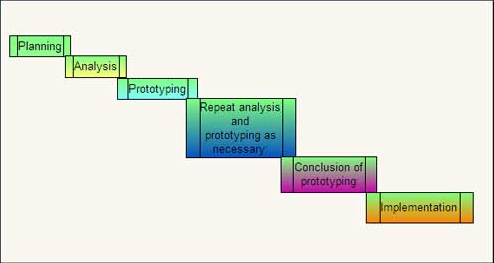 Planning
Analysis
Prototyping
Repeat analysis
and
prototyping as
necessary
Conclusion of
prototyping
Implementation